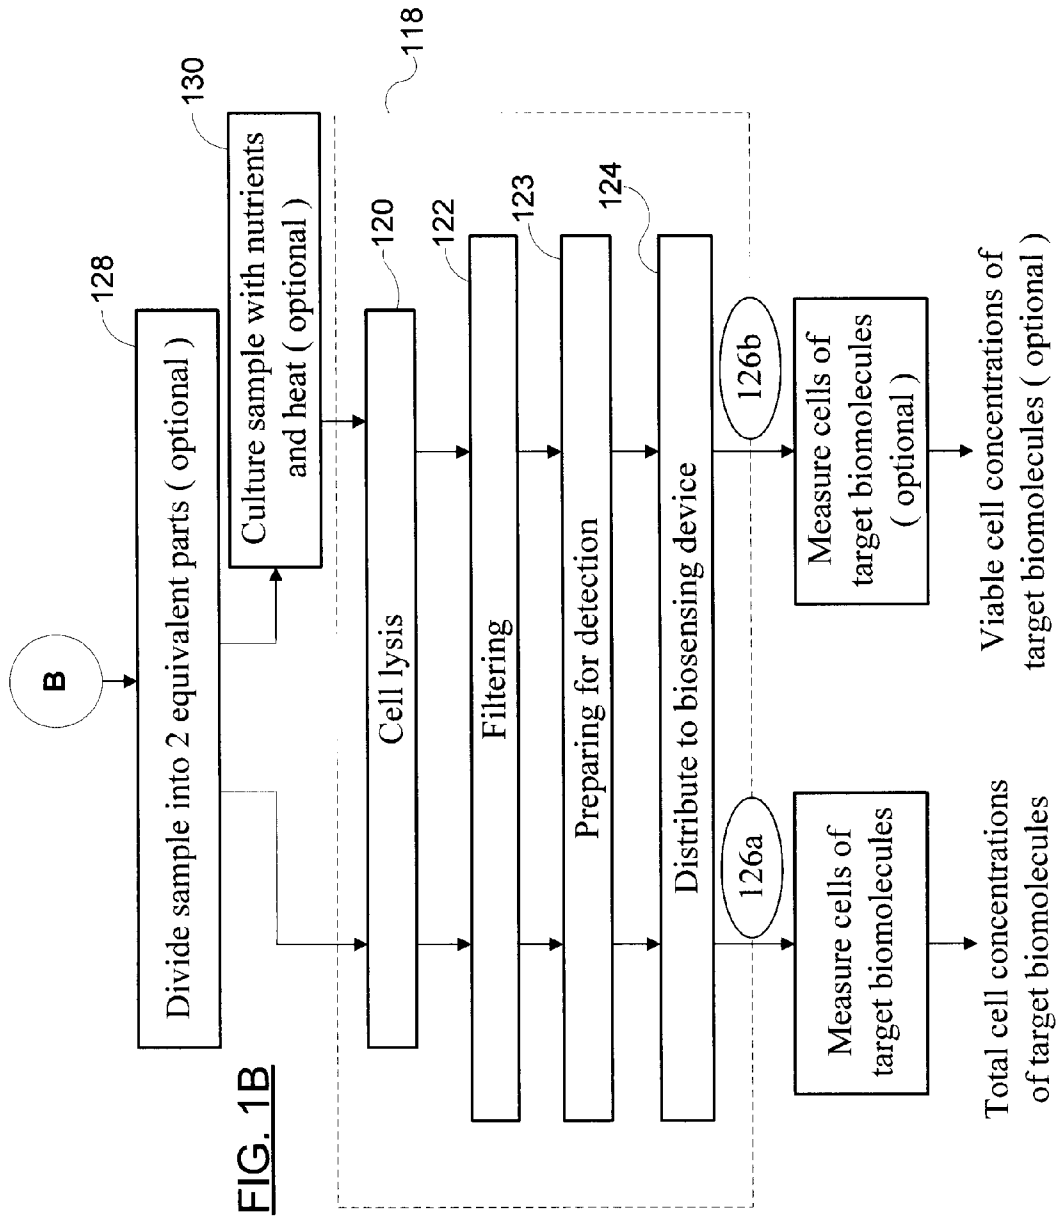 FIG. 1B
B
128
Divide sample into 2 equivalent parts ( optional )
130
Culture sample with nutrients
and heat ( optional )
118
120
Cell lysis
122
Filtering
123
Preparing for detection
124
Distribute to biosensing device
126a
126b
Measure cells of
target biomolecules
Measure cells of
target biomolecules
( optional )
Total cell concentrations
of target biomolecules
Viable cell concentrations of
target biomolecules ( optional )